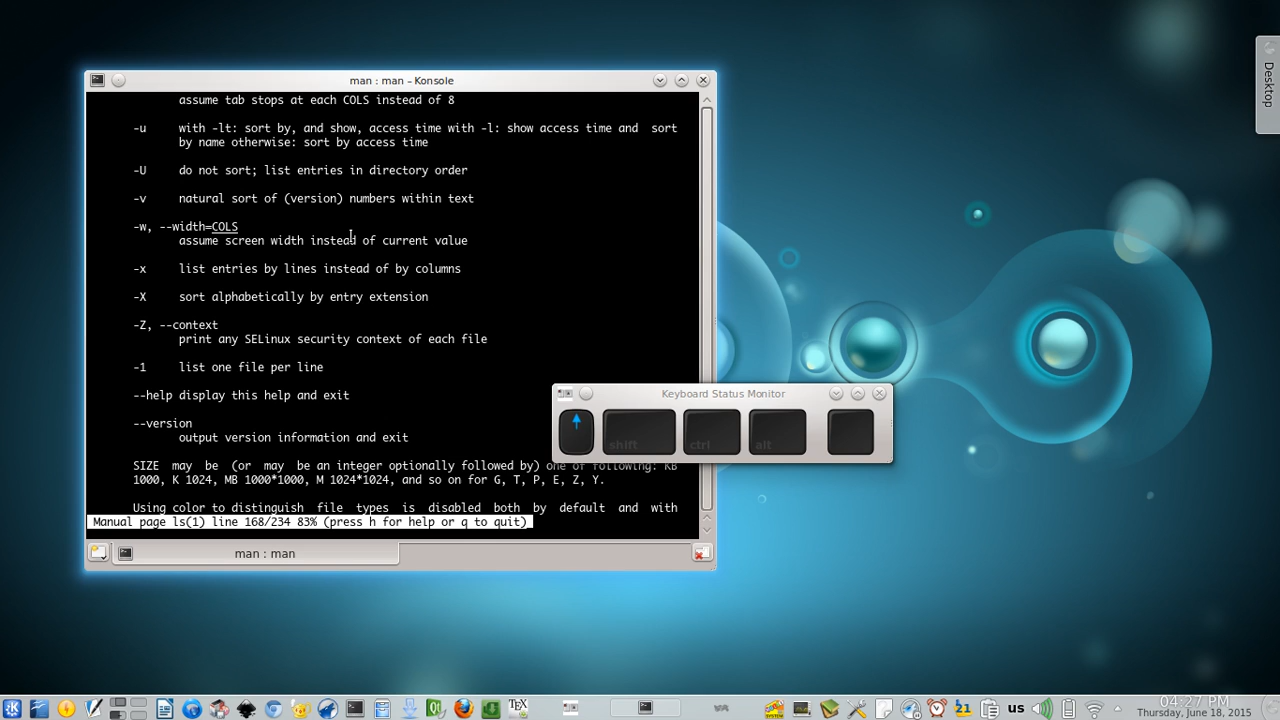 man : man – Konsole
Desktop
assume tab stops at each COLS instead of 8
-u with -lt: sort by, and show, access time with -l: show access time and sort
by name otherwise: sort by access time
-U do not sort; list entries in directory order
-v natural sort of (version) numbers within text
-w, --width=COLS
assume screen width instead of current value
-x list entries by lines instead of by columns
-X sort alphabetically by entry extension
-Z, --context
print any SELinux security context of each file
-1 list one file per line
--help display this help and exit
--version
output version information and exit
SIZE may be (or may be an integer optionally followed by) one of following: KB
1000, K 1024, MB 1000*1000, M 1024*1024, and so on for G, T, P, E, Z, Y.
Using color to distinguish file types is disabled both by default and with
Manual page ls(1) line 168/234 83% (press h for help or q to quit)
man : man
Keyboard Status Monitor
shift ctrl alt
TEX
SYSTEM
21
us
04:27 PM
Thursday, June 18, 2015